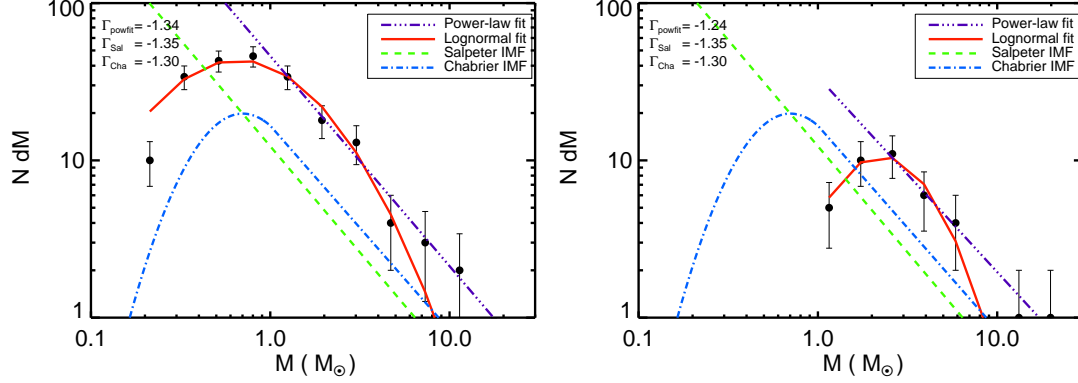 100
10
1
N dM
Γpowfit = -1.34
ΓSal = -1.35
ΓCha = -1.30
Power-law fit
Lognormal fit
Salpeter IMF
Chabrier IMF
0.1
1.0
10.0
M ( M⊙)
100
10
1
N dM
Γpowfit = -1.24
ΓSal = -1.35
ΓCha = -1.30
Power-law fit
Lognormal fit
Salpeter IMF
Chabrier IMF
0.1
1.0
10.0
M ( M⊙)